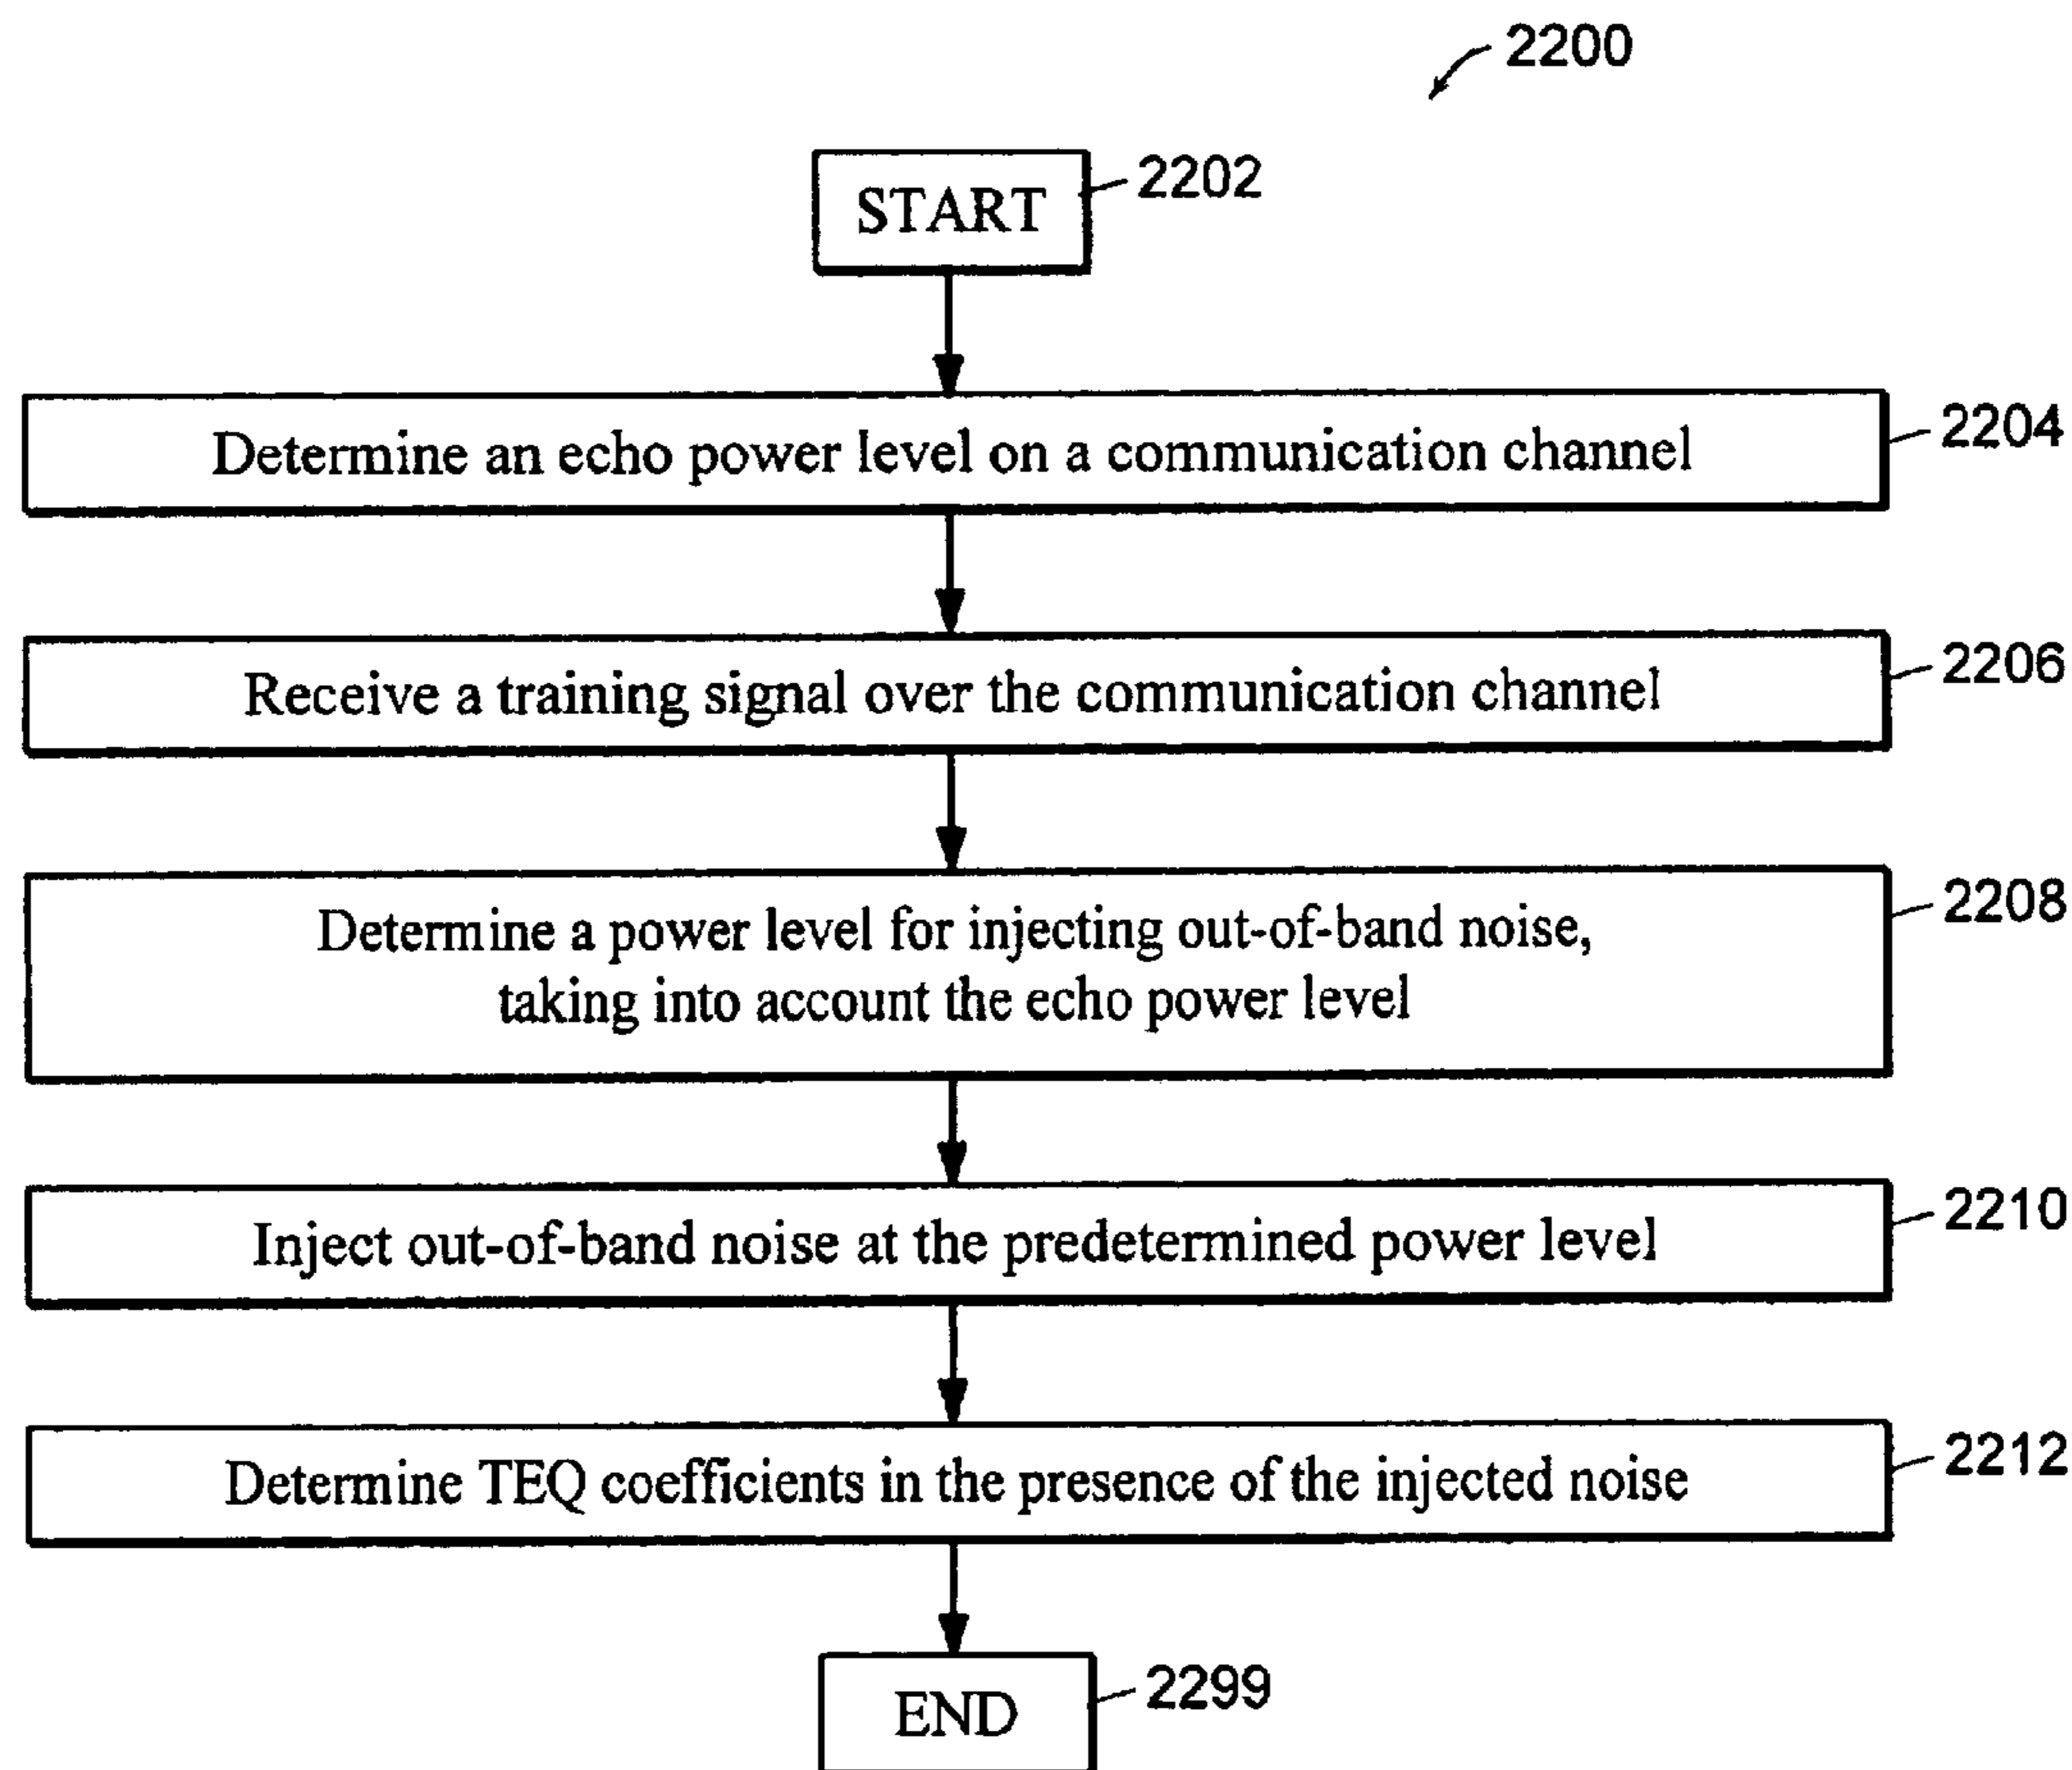 2200
START
2202
Determine an echo power level on a communication channel
2204
Receive a training signal over the communication channel
2206
Determine a power level for injecting out-of-band noise,
taking into account the echo power level
2208
Inject out-of-band noise at the predetermined power level
2210
Determine TEQ coefficients in the presence of the injected noise
2212
END
2299